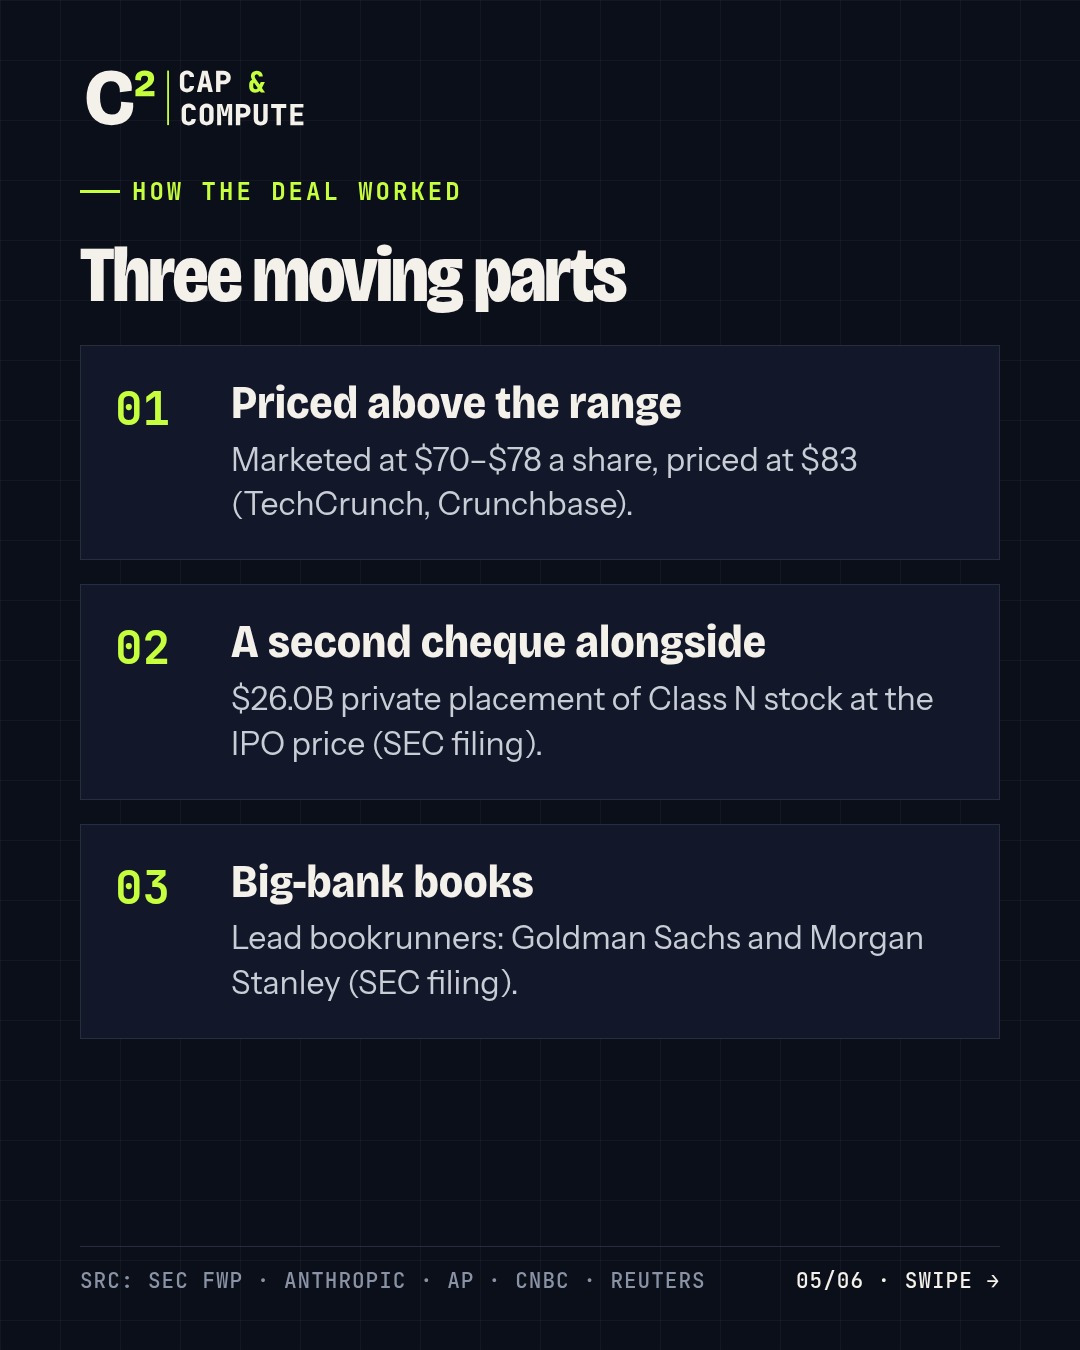 C² CAP &
COMPUTE
HOW THE DEAL WORKED
Three moving parts
01
Priced above the range
Marketed at $70–$78 a share, priced at $83
(TechCrunch, Crunchbase).
02
A second cheque alongside
$26.0B private placement of Class N stock at the
IPO price (SEC filing).
03
Big-bank books
Lead bookrunners: Goldman Sachs and Morgan
Stanley (SEC filing).
SRC: SEC FWP · ANTHROPIC · AP · CNBC · REUTERS
05/06 · SWIPE →